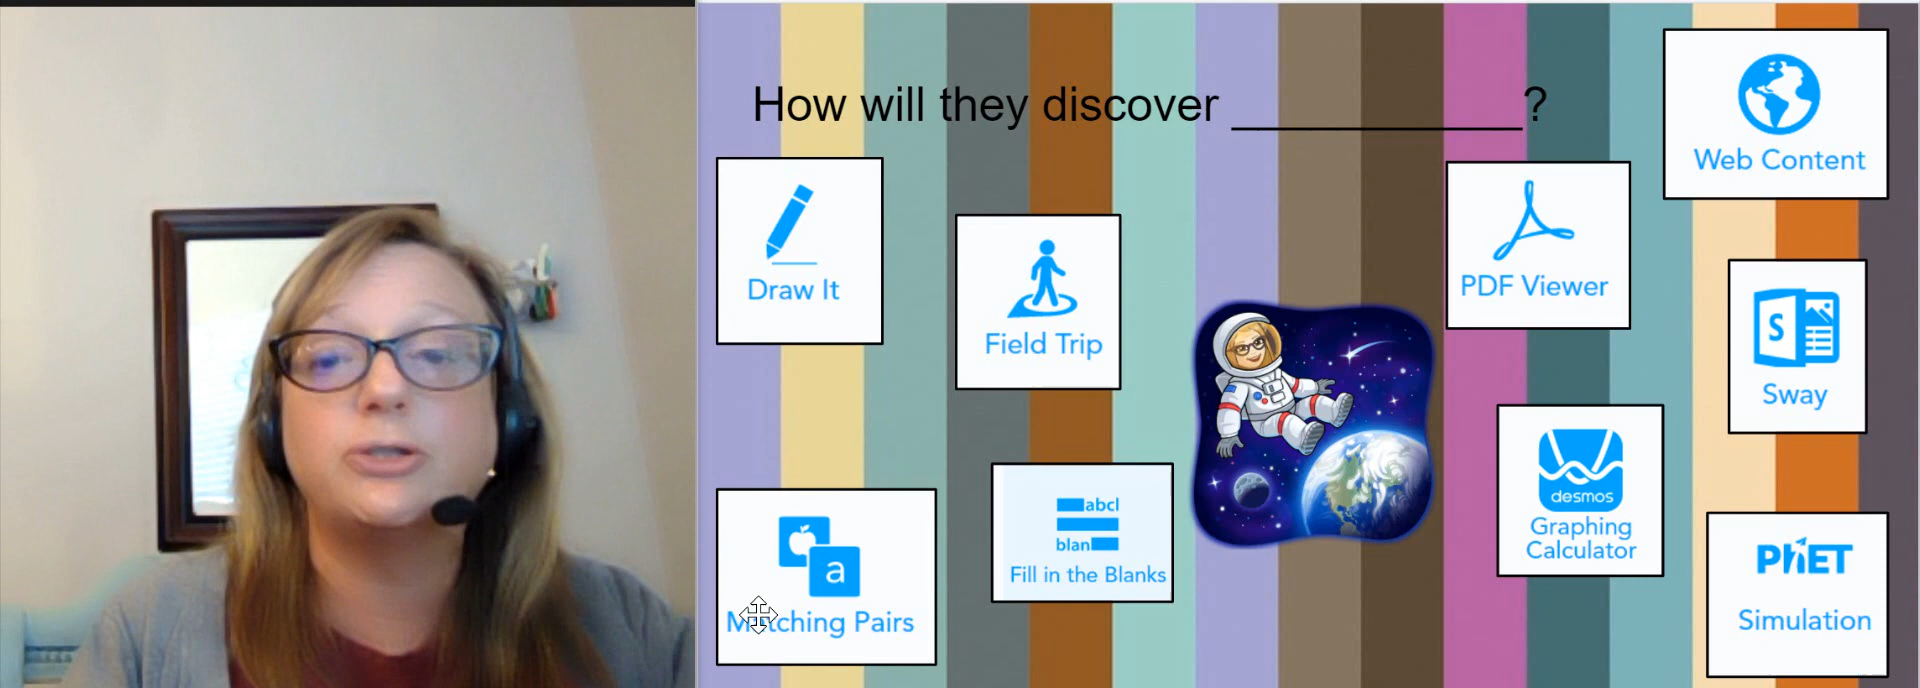 How will they discover ____________?
Web Content
Draw It
Field Trip
PDF Viewer
S
Sway
abcl
blan
Fill in the Blanks
desmos
Graphing
Calculator
a
Matching Pairs
PhET
Simulation